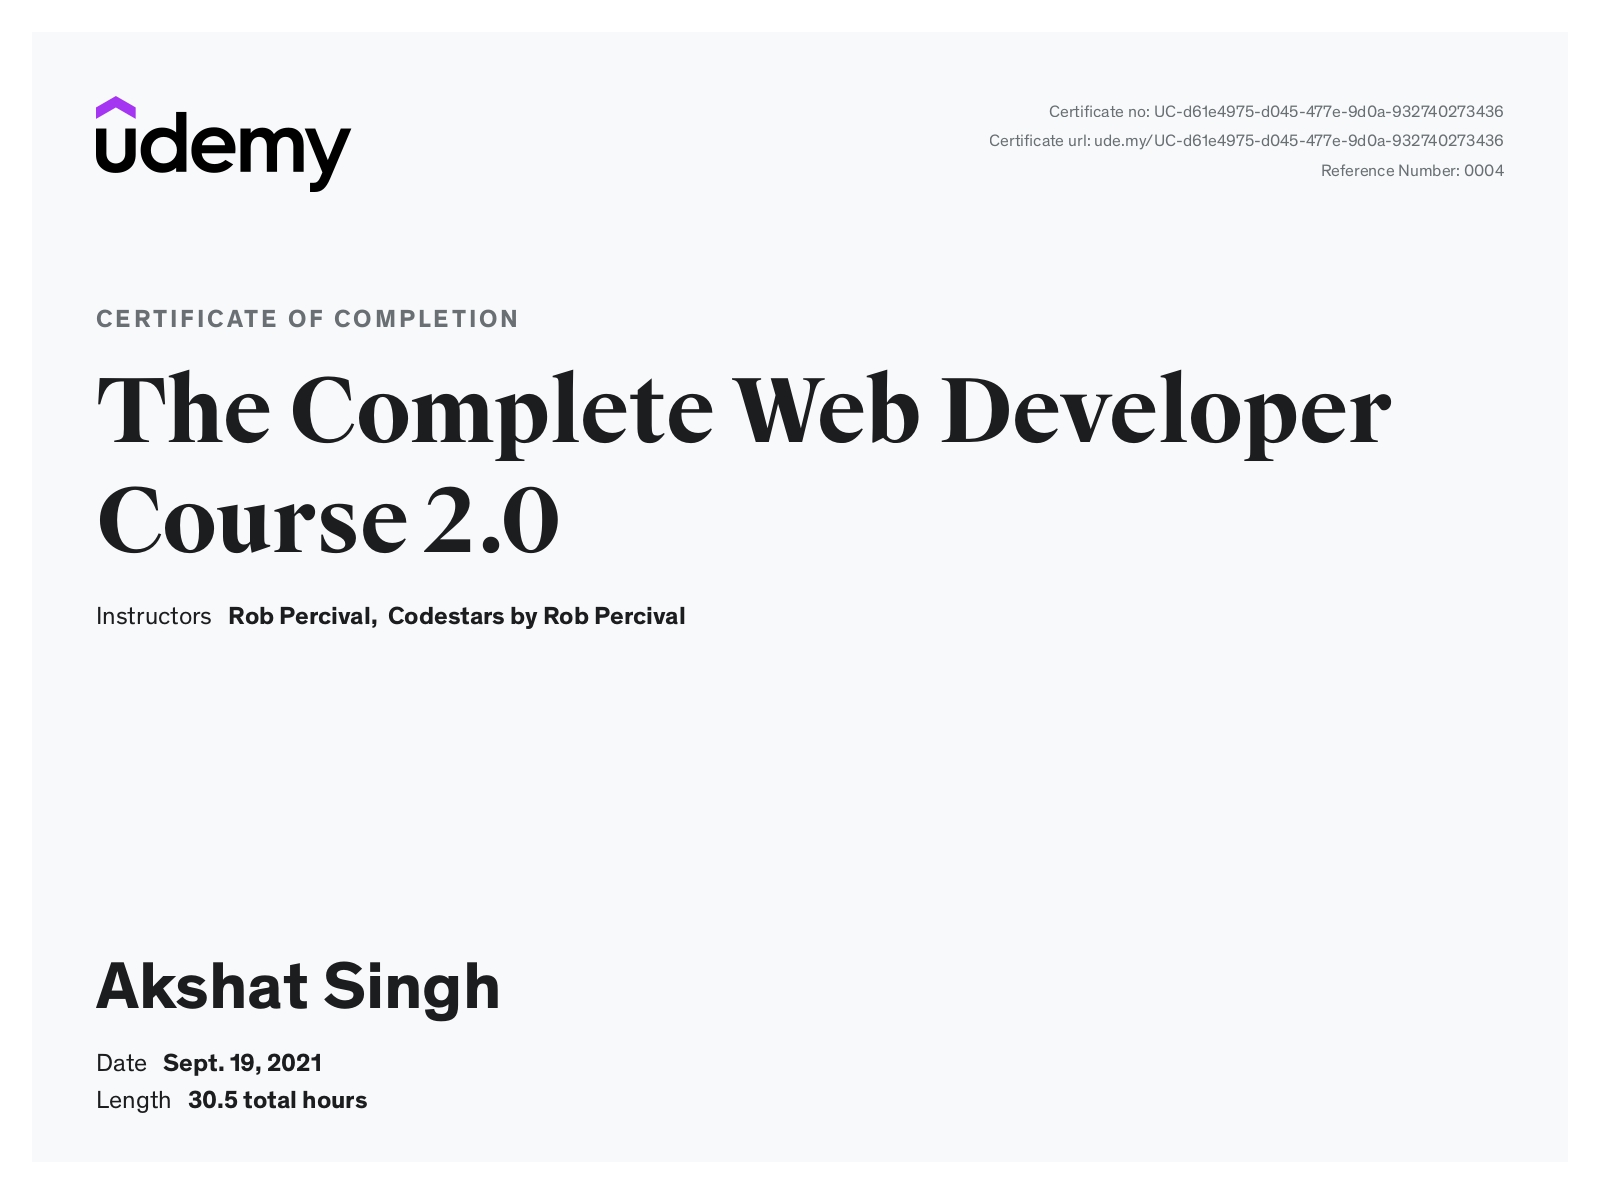 udemy
Certificate no: UC-d61e4975-d045-477e-9d0a-932740273436
Certificate url: ude.my/UC-d61e4975-d045-477e-9d0a-932740273436
Reference Number: 0004
CERTIFICATE OF COMPLETION
The Complete Web Developer
Course 2.0
Instructors Rob Percival, Codestars by Rob Percival
Akshat Singh
Date Sept. 19, 2021
Length 30.5 total hours